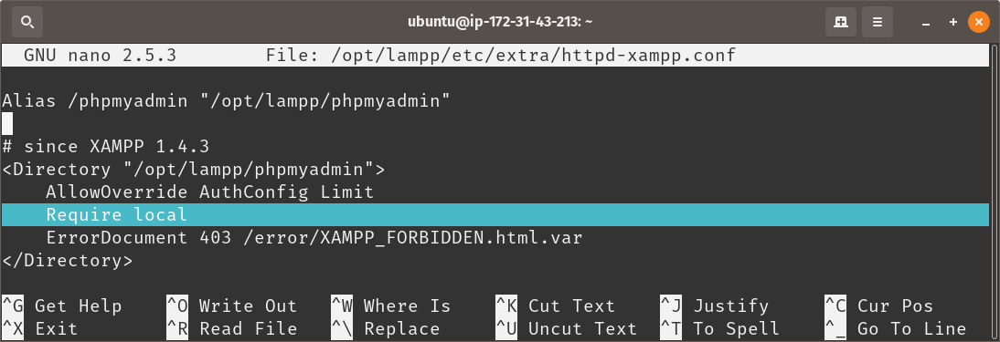 ubuntu@ip-172-31-43-213: ~
GNU nano 2.5.3 File: /opt/lampp/etc/extra/httpd-xampp.conf
Alias /phpmyadmin "/opt/lampp/phpmyadmin"
# since XAMPP 1.4.3
<Directory "/opt/lampp/phpmyadmin">
    AllowOverride AuthConfig Limit
    Require local
    ErrorDocument 403 /error/XAMPP_FORBIDDEN.html.var
</Directory>
^G Get Help ^O Write Out ^W Where Is ^K Cut Text ^J Justify ^C Cur Pos
^X Exit ^R Read File ^\ Replace ^U Uncut Text ^T To Spell ^_ Go To Line